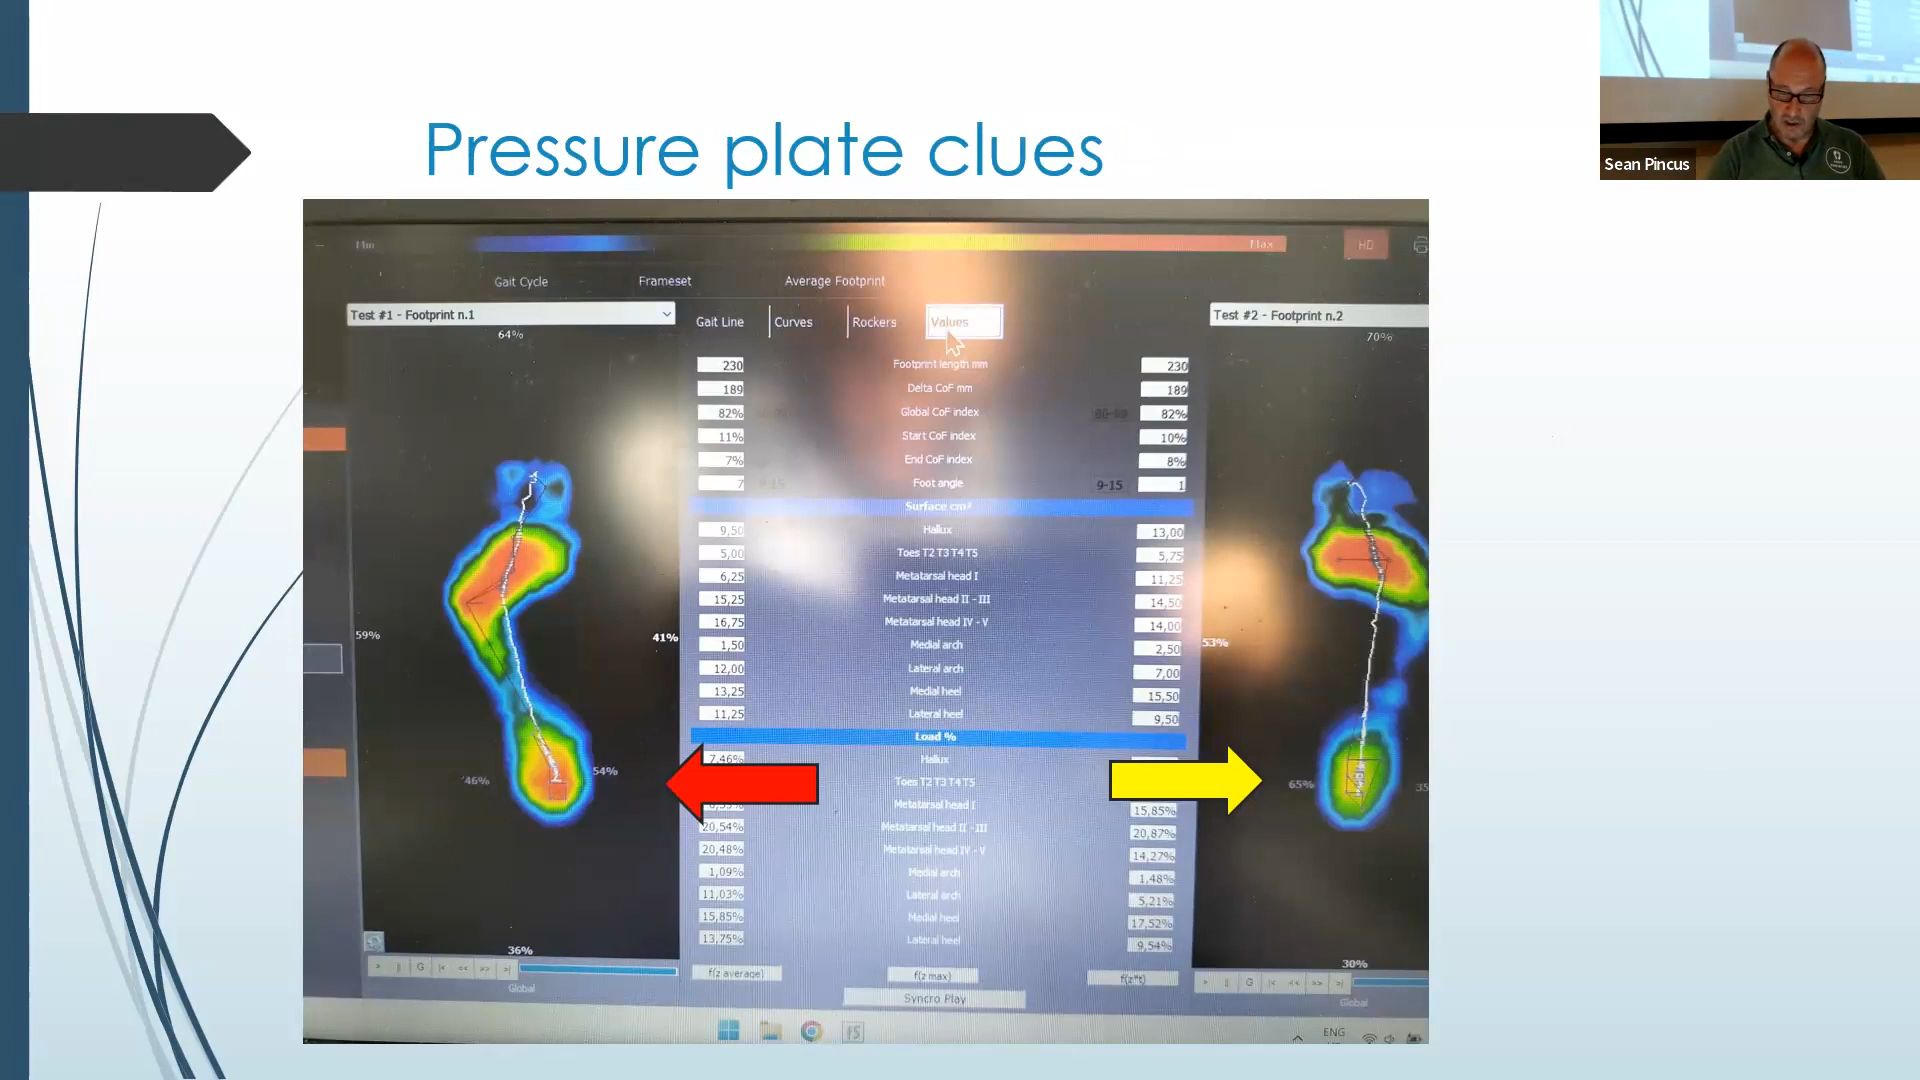 Pressure plate clues
Sean Pincus
Min
Max
HD
Gait Cycle
Frameset
Average Footprint
Test #1 - Footprint n.1
Test #2 - Footprint n.2
64%
70%
Gait Line
Curves
Rockers
Values
230 Footprint length mm 230
189 Delta CoF mm 189
82% Global CoF index 82%
11% Start CoF index 10%
7% End CoF index 8%
7 9-15 Foot angle 9-15 1
Surface cm²
9,50 Hallux 13,00
5,00 Toes T2 T3 T4 T5 5,75
6,25 Metatarsal head I 11,25
15,25 Metatarsal head II - III 14,50
16,75 Metatarsal head IV - V 14,00
59%
41%
53%
1,50 Medial arch 2,50
12,00 Lateral arch 7,00
13,25 Medial heel 15,50
11,25 Lateral heel 9,50
Load %
7,46% Hallux
46%
54%
65%
35
Toes T2 T3 T4 T5
Metatarsal head I 15,85%
20,54% Metatarsal head II - III 20,87%
20,48% Metatarsal head IV - V 14,27%
1,09% Medial arch 1,48%
11,03% Lateral arch 5,21%
15,85% Medial heel 17,52%
13,75% Lateral heel 9,54%
36%
30%
G
G
f(z average)
f(z max)
f(z*t)
Global
Global
Syncro Play
fS
ENG